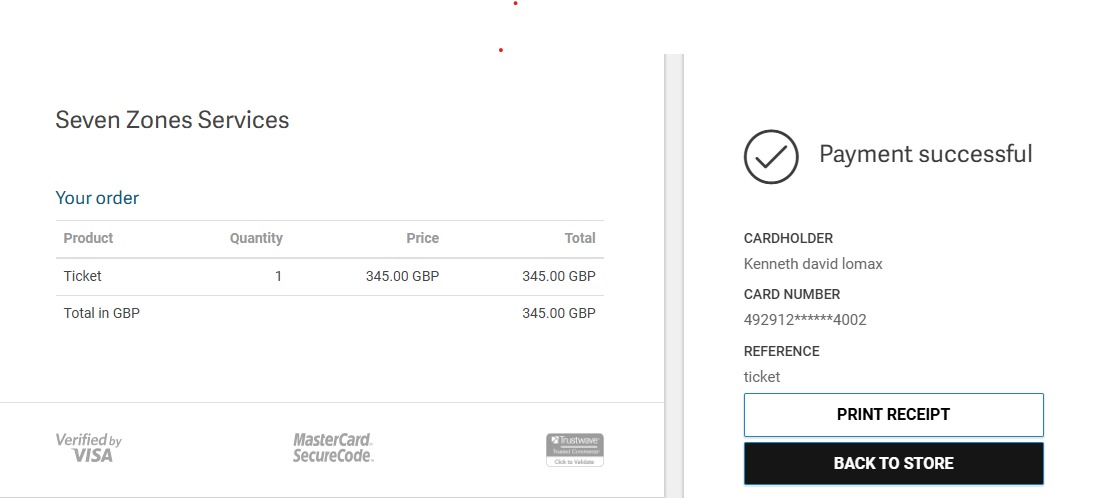 Seven Zones Services
Your order
Product Quantity Price Total
Ticket 1 345.00 GBP 345.00 GBP
Total in GBP 345.00 GBP
Verified by
VISA
MasterCard.
SecureCode.
Trustwave
Trusted Commerce
Click to Validate
Payment successful
CARDHOLDER
Kenneth david lomax
CARD NUMBER
492912******4002
REFERENCE
ticket
PRINT RECEIPT
BACK TO STORE